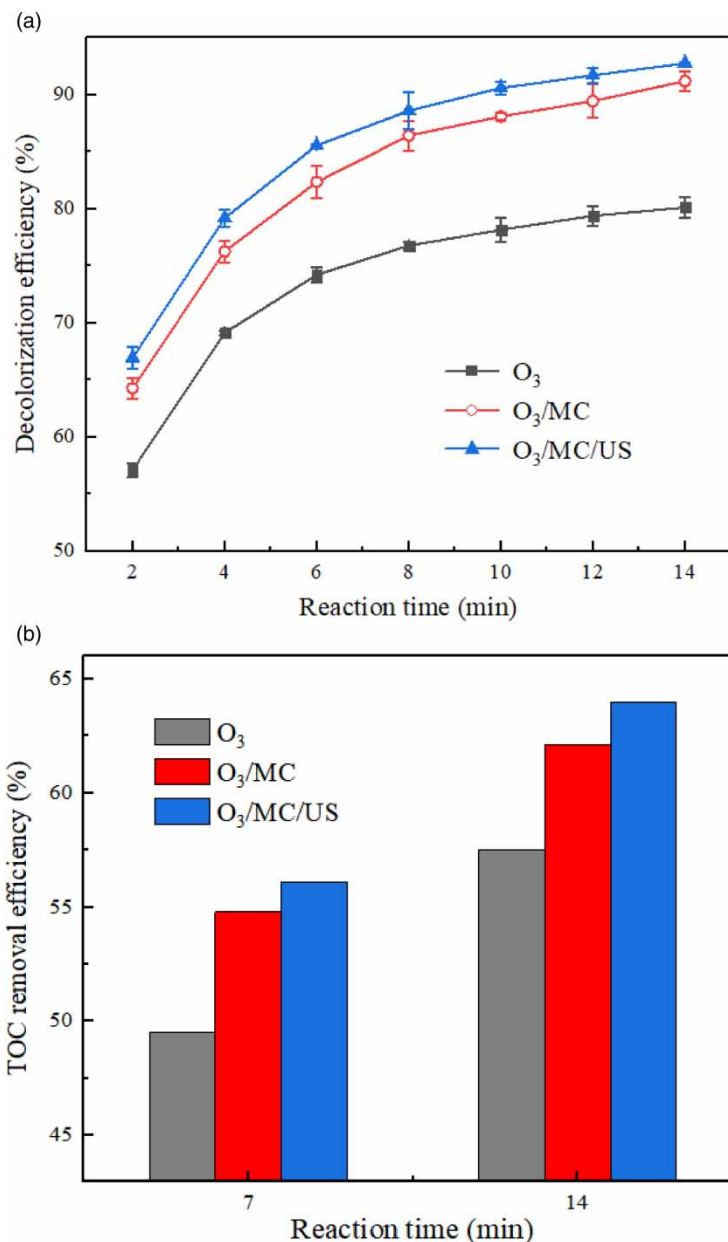 (a)
90
80
70
60
50
Decolorization efficiency (%)
O₃
O₃/MC
O₃/MC/US
2 4 6 8 10 12 14
Reaction time (min)
(b)
65
60
55
50
45
TOC removal efficiency (%)
O₃
O₃/MC
O₃/MC/US
7 14
Reaction time (min)